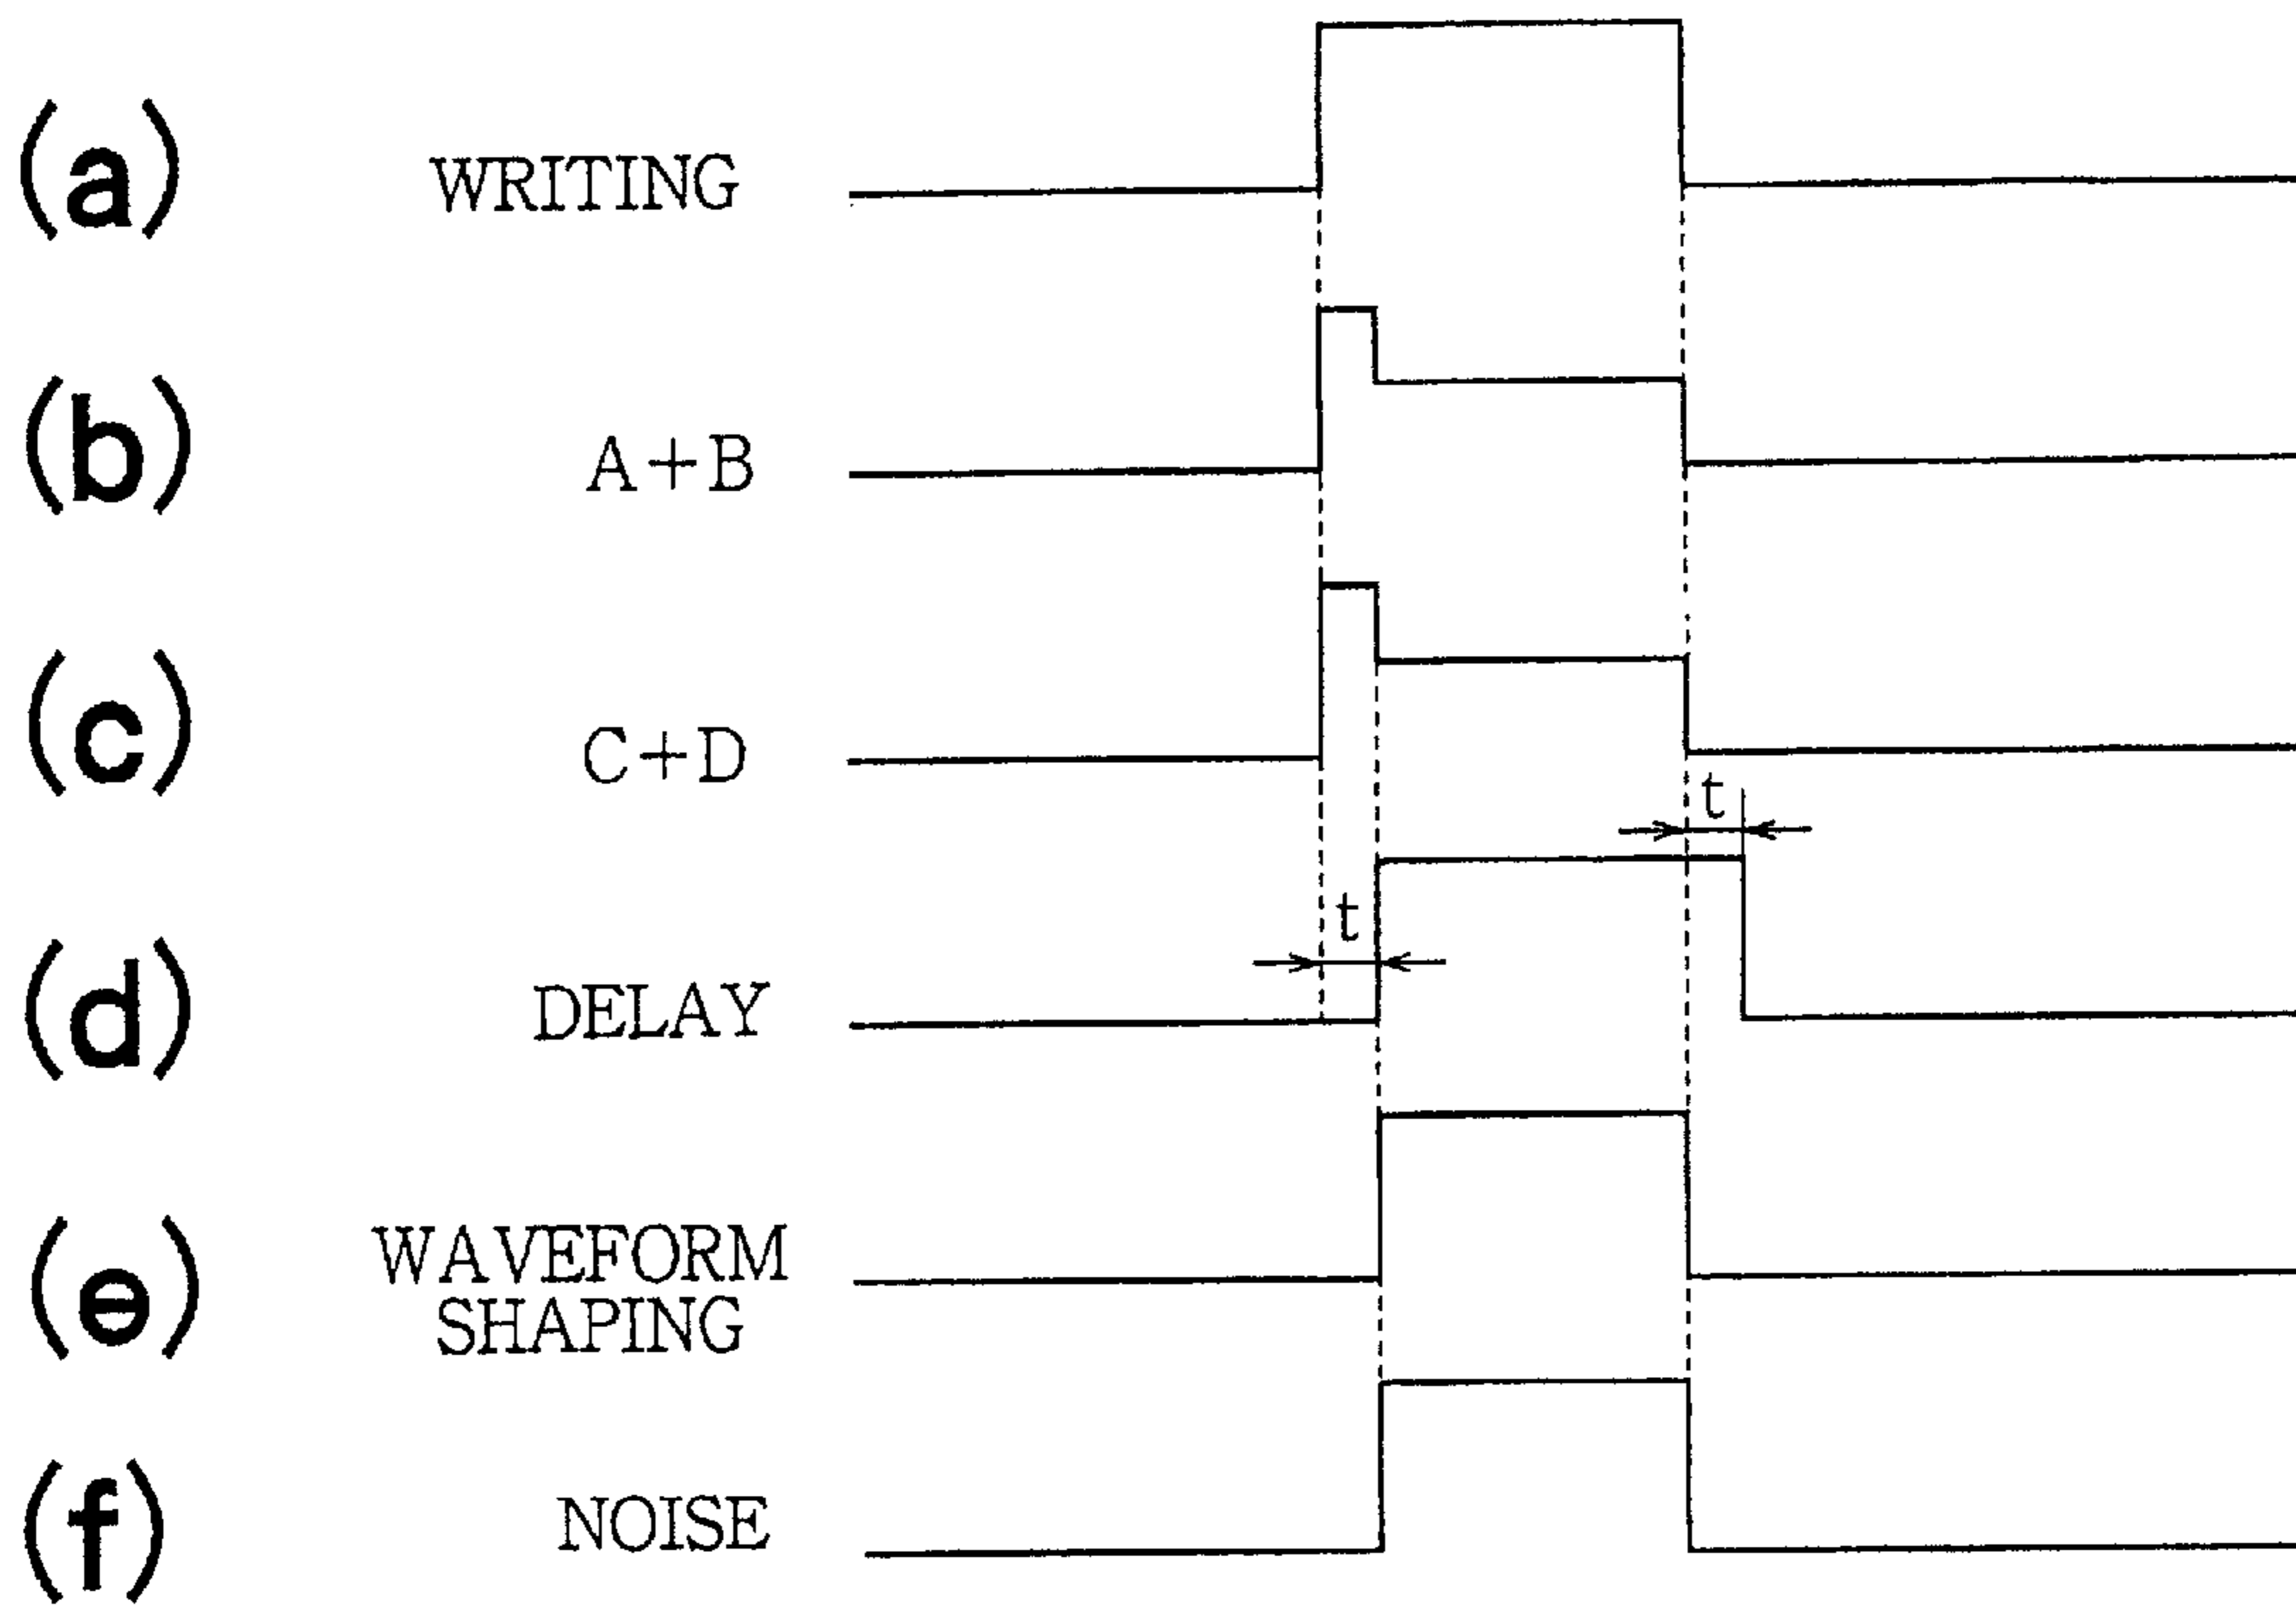 (a) WRITING
(b) A+B
(c) C+D
t
t
(d) DELAY
(e) WAVEFORM
SHAPING
(f) NOISE